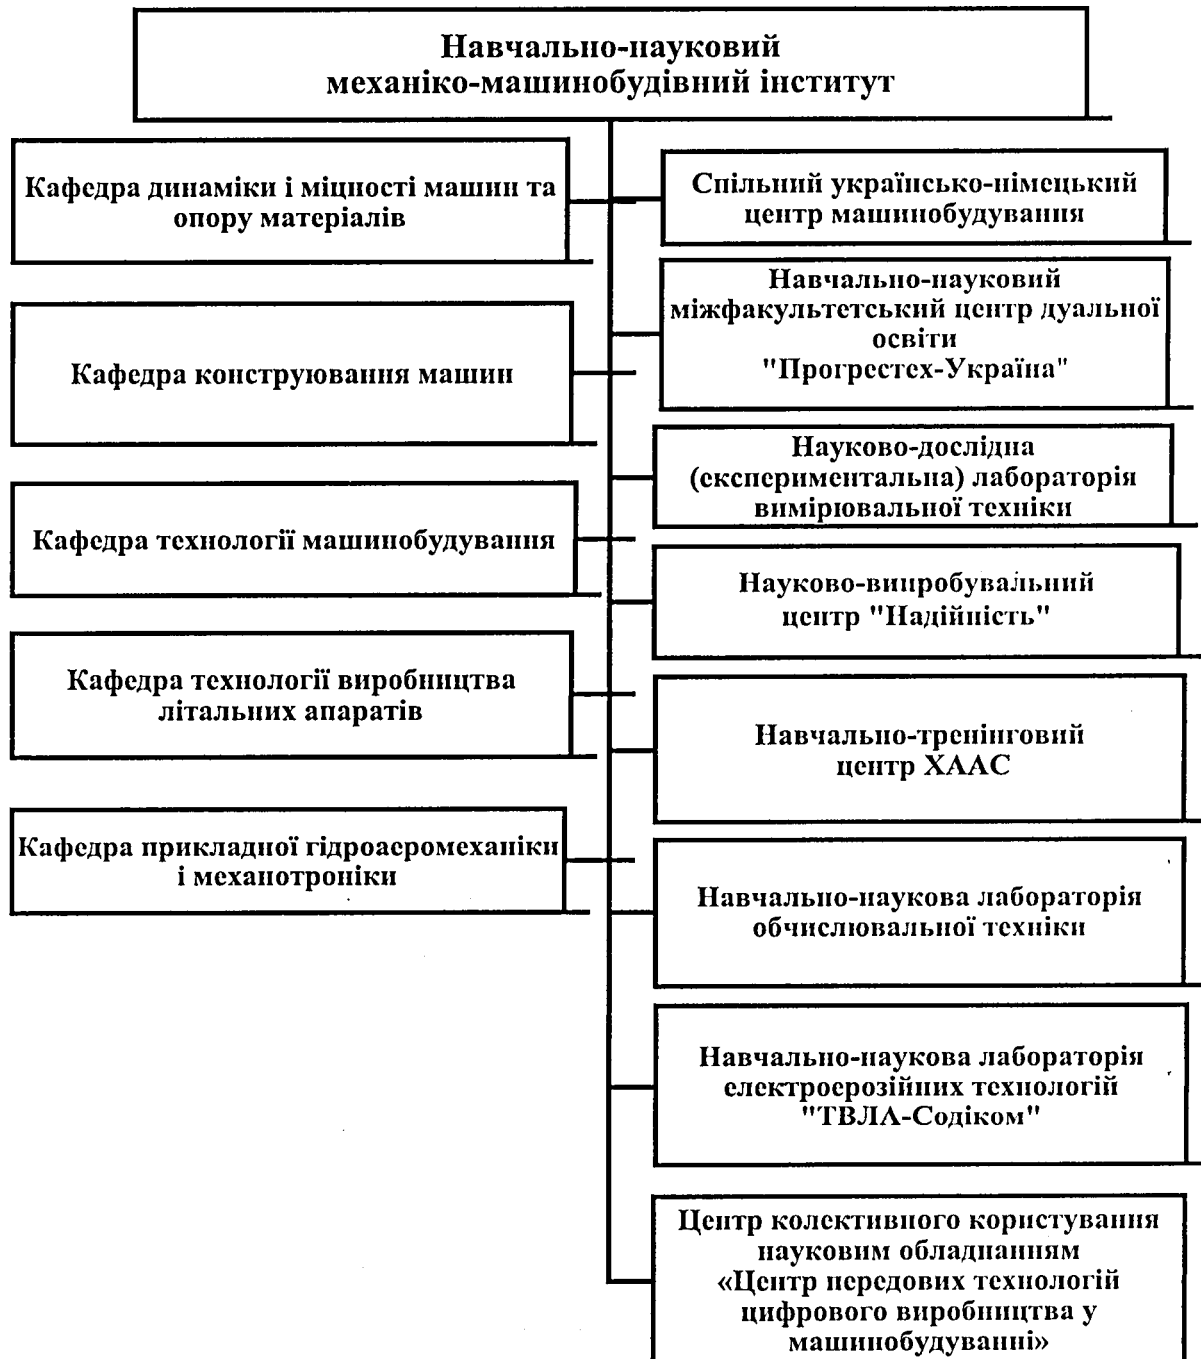 Навчально-науковий
механіко-машинобудівний інститут
Кафедра динаміки і міцності машин та
опору матеріалів
Кафедра конструювання машин
Кафедра технології машинобудування
Кафедра технології виробництва
літальних апаратів
Кафедра прикладної гідроаеромеханіки
і механотроніки
Спільний українсько-німецький
центр машинобудування
Навчально-науковий
міжфакультетський центр дуальної
освіти
"Прогрестех-Україна"
Науково-дослідна
(експериментальна) лабораторія
вимірювальної техніки
Науково-випробувальний
центр "Надійність"
Навчально-тренінговий
центр ХААС
Навчально-наукова лабораторія
обчислювальної техніки
Навчально-наукова лабораторія
електроерозійних технологій
"ТВЛА-Содіком"
Центр колективного користування
науковим обладнанням
«Центр передових технологій
цифрового виробництва у
машинобудуванні»